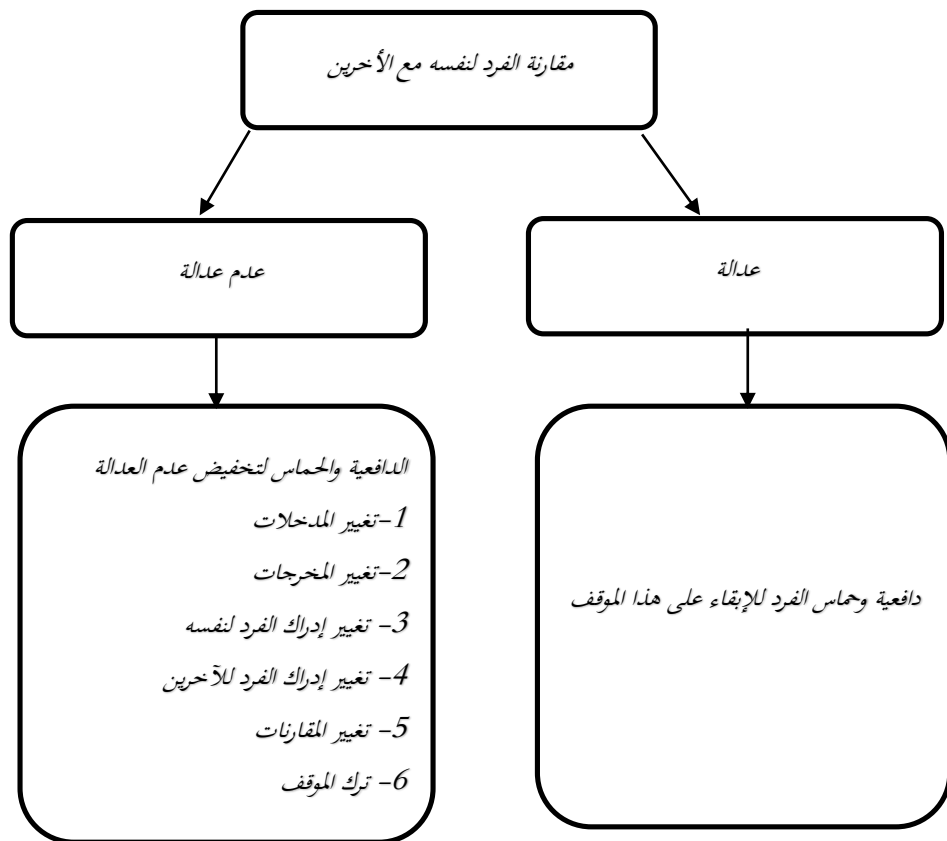 مقارنة الفرد لنفسه مع الأخرين
عدالة
عدم عدالة
دافعية وحماس الفرد للإبقاء على هذا الموقف
الدافعية والحماس لتخفيض عدم العدالة
1-تغيير المدخلات
2-تغيير المخرجات
3- تغيير إدراك الفرد لنفسه
4- تغيير إدراك الفرد للآخرين
5- تغيير المقارنات
6- ترك الموقف